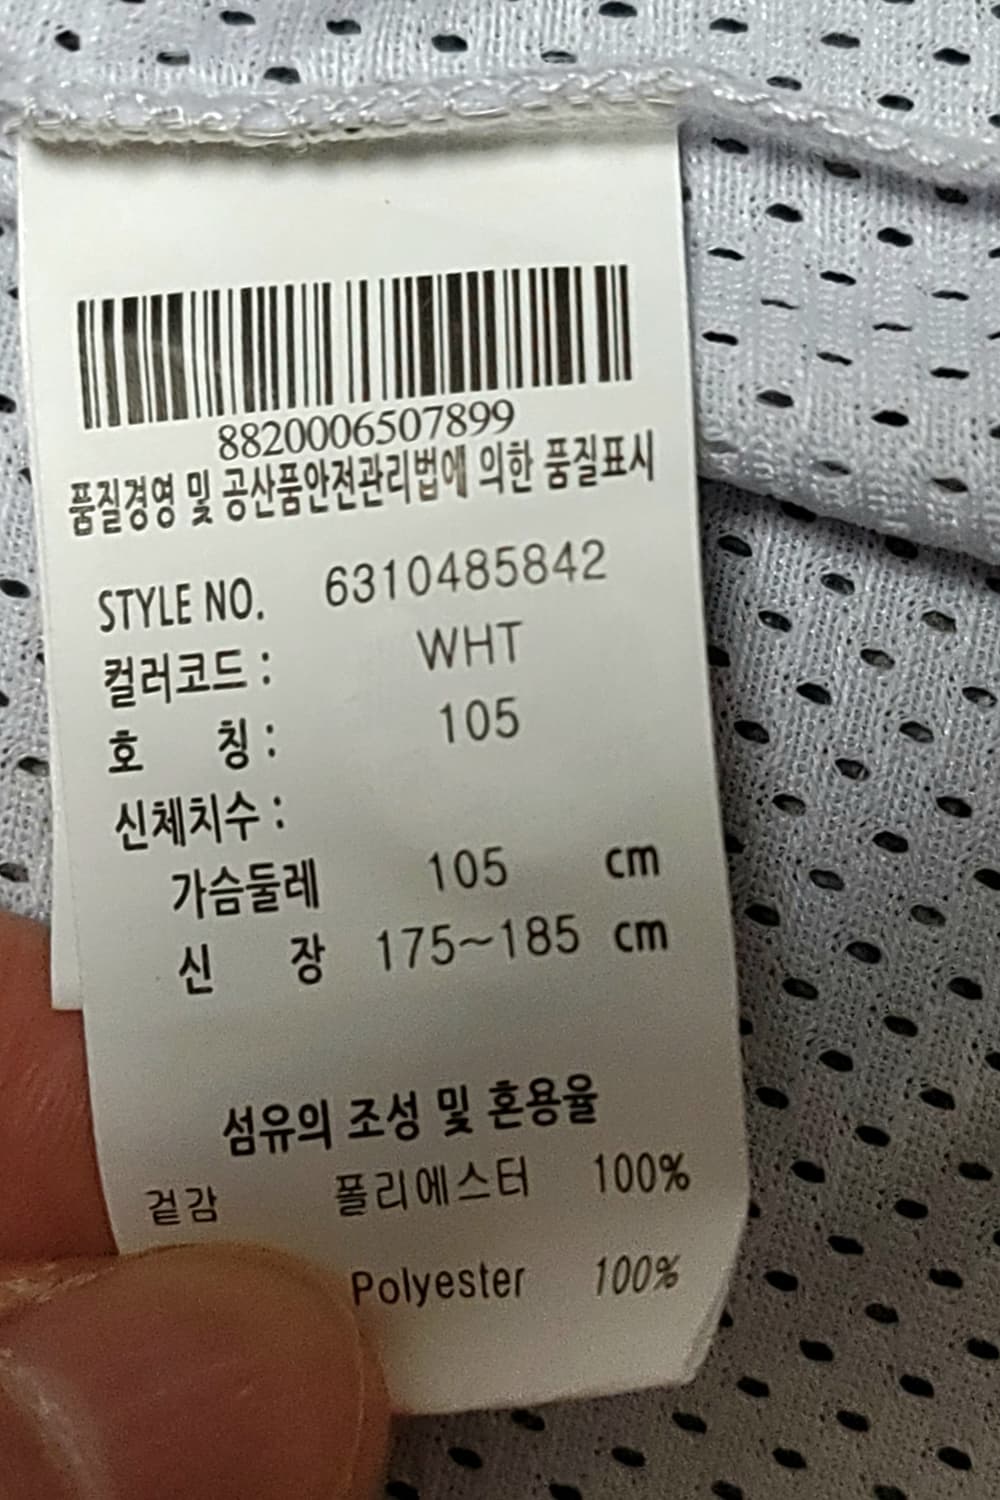 8820006507899
품질경영 및 공산품안전관리법에 의한 품질표시
STYLE NO. 6310485842
컬러코드 : WHT
호 칭 : 105
신체치수 :
가슴둘레 105 cm
신 장 175~185 cm
섬유의 조성 및 혼용율
겉감 폴리에스터 100%
Polyester 100%